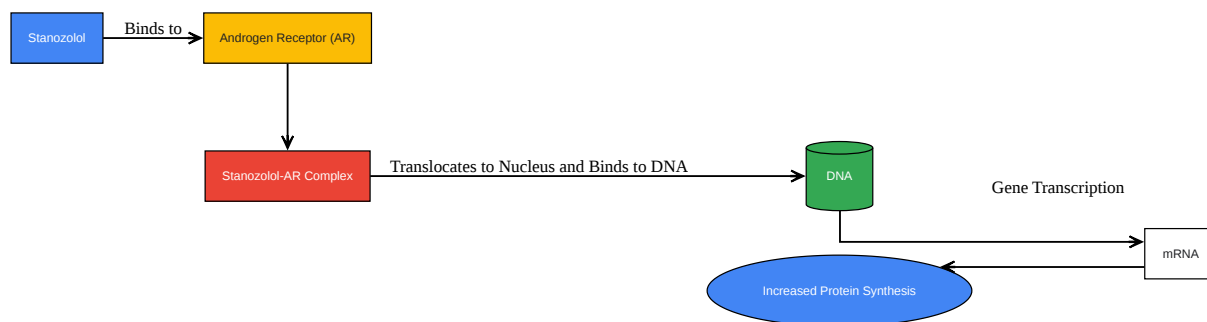 Stanozolol
Binds to
Androgen Receptor (AR)
Stanozolol-AR Complex
Translocates to Nucleus and Binds to DNA
DNA
Gene Transcription
mRNA
Increased Protein Synthesis